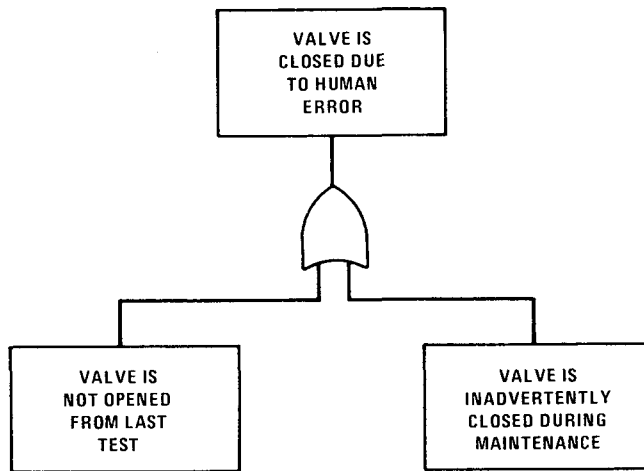 VALVE IS
CLOSED DUE
TO HUMAN
ERROR
VALVE IS
NOT OPENED
FROM LAST
TEST
VALVE IS
INADVERTENTLY
CLOSED DURING
MAINTENANCE